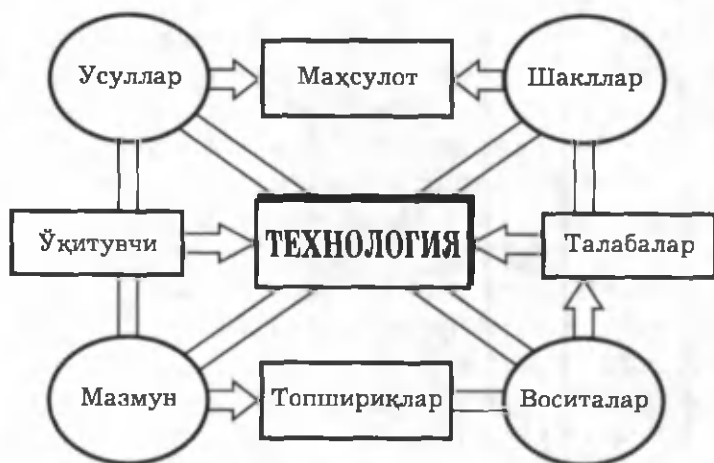 Усуллар
Маҳсулот
Шакллар
Ўқитувчи
ТЕХНОЛОГИЯ
Талабалар
Мазмун
Топшириқлар
Воситалар